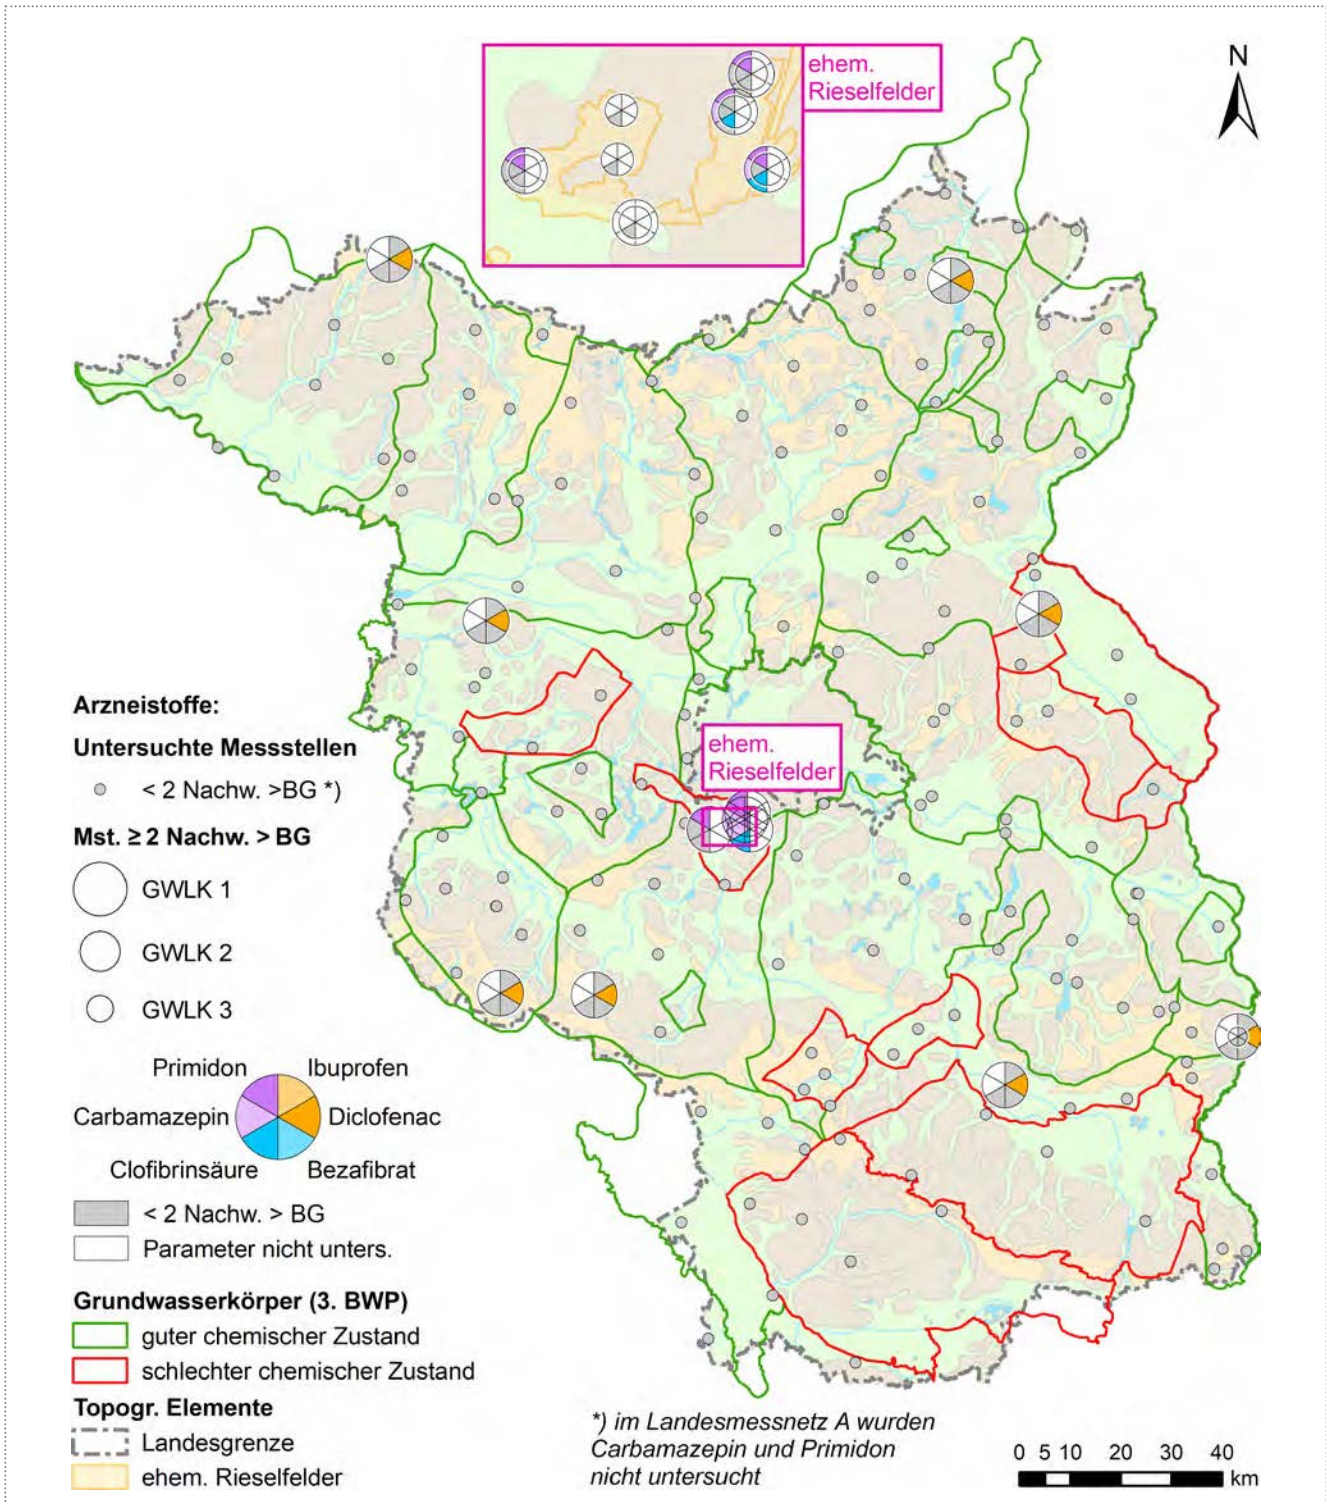 ehem.
Rieselfelder
N
ehem.
Rieselfelder
Arzneistoffe:
Untersuchte Messstellen
< 2 Nachw. >BG *)
Mst. ≥ 2 Nachw. > BG
GWLK 1
GWLK 2
GWLK 3
Primidon Ibuprofen
Carbamazepin Diclofenac
Clofibrinsäure Bezafibrat
< 2 Nachw. > BG
Parameter nicht unters.
Grundwasserkörper (3. BWP)
guter chemischer Zustand
schlechter chemischer Zustand
Topogr. Elemente
Landesgrenze
ehem. Rieselfelder
*) im Landesmessnetz A wurden
Carbamazepin und Primidon
nicht untersucht
0 5 10 20 30 40
km